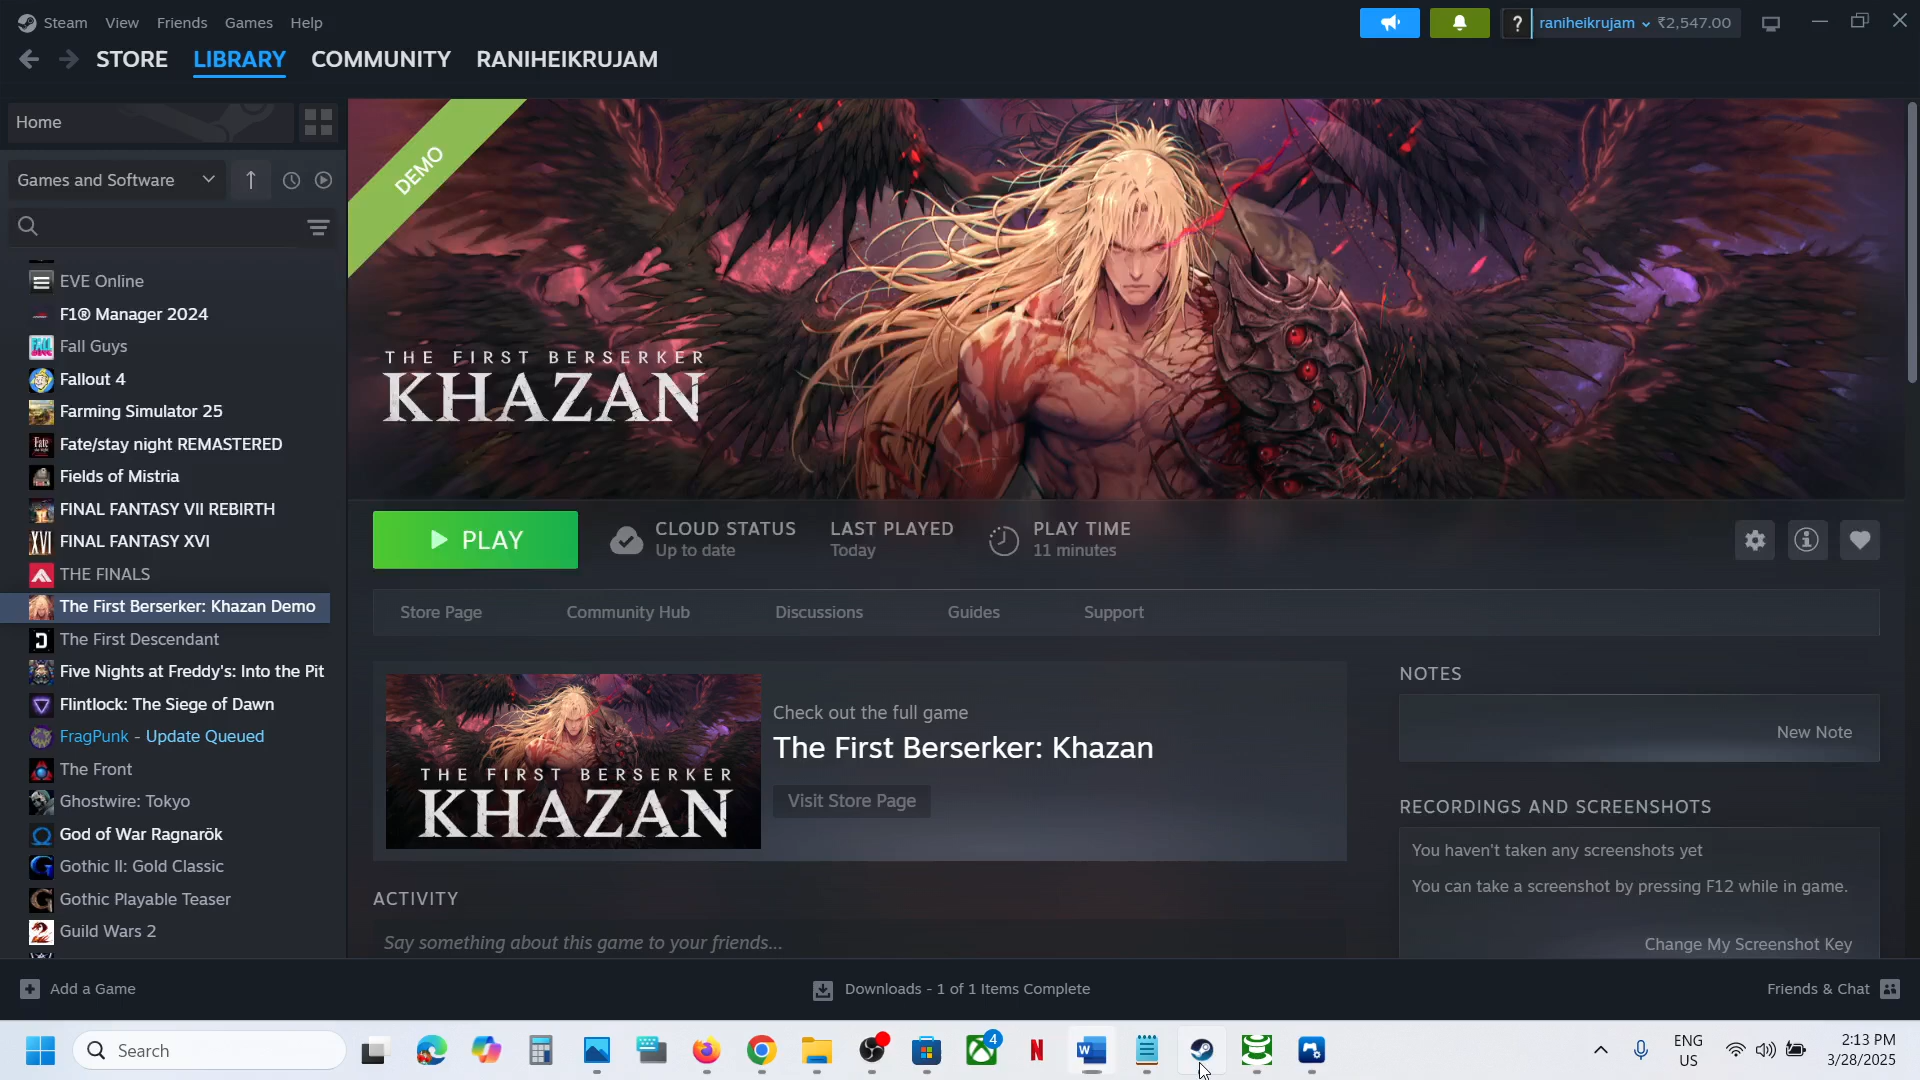 Steam View Friends Games Help
? raniheikrujam ₹2,547.00
STORE LIBRARY COMMUNITY RANIHEIKRUJAM
Home
Games and Software
EVE Online
F1® Manager 2024
Fall Guys
Fallout 4
Farming Simulator 25
Fate/stay night REMASTERED
Fields of Mistria
FINAL FANTASY VII REBIRTH
FINAL FANTASY XVI
THE FINALS
The First Berserker: Khazan Demo
The First Descendant
Five Nights at Freddy's: Into the Pit
Flintlock: The Siege of Dawn
FragPunk - Update Queued
The Front
Ghostwire: Tokyo
God of War Ragnarök
Gothic II: Gold Classic
Gothic Playable Teaser
Guild Wars 2
DEMO
THE FIRST BERSERKER
KHAZAN
PLAY
CLOUD STATUS
Up to date
LAST PLAYED
Today
PLAY TIME
11 minutes
Store Page Community Hub Discussions Guides Support
THE FIRST BERSERKER
KHAZAN
Check out the full game
The First Berserker: Khazan
Visit Store Page
ACTIVITY
Say something about this game to your friends...
NOTES
New Note
RECORDINGS AND SCREENSHOTS
You haven't taken any screenshots yet
You can take a screenshot by pressing F12 while in game.
Change My Screenshot Key
Add a Game
Downloads - 1 of 1 Items Complete
Friends & Chat
Search
4
ENG
US
2:13 PM
3/28/2025